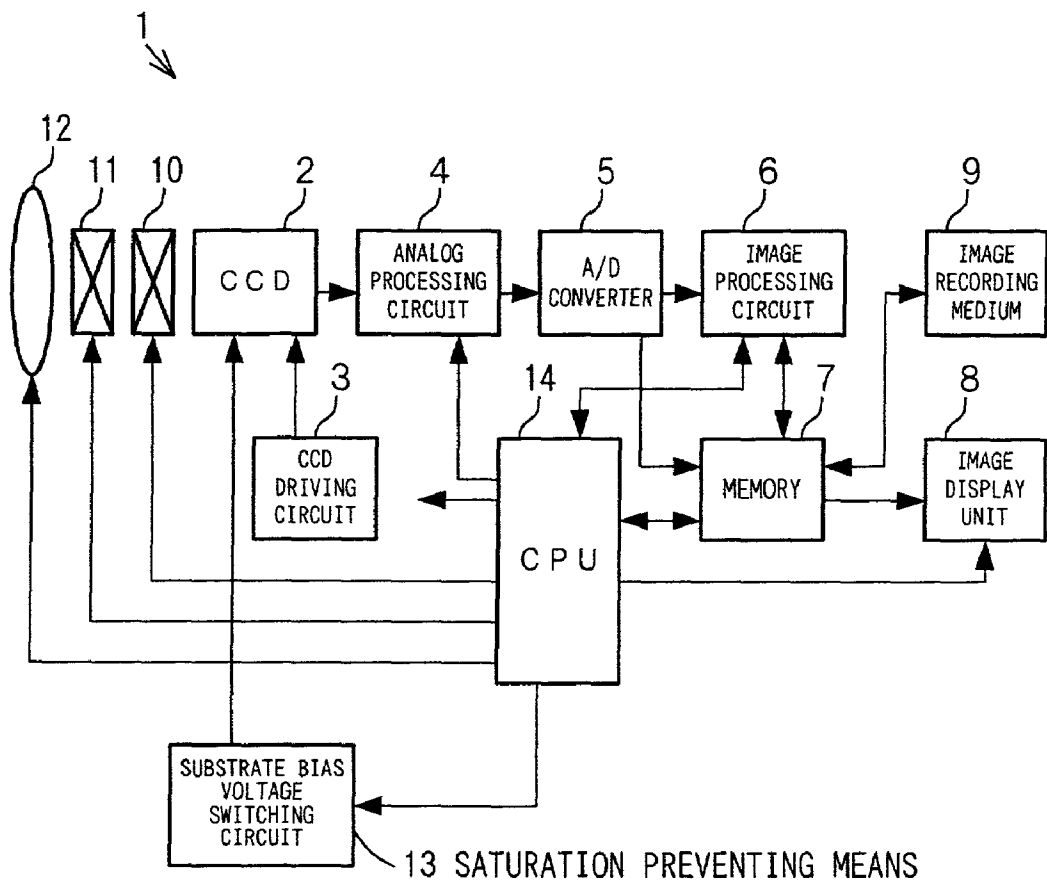 1
12
11
10
2
4
5
6
9
CCD
ANALOG
PROCESSING
CIRCUIT
A/D
CONVERTER
IMAGE
PROCESSING
CIRCUIT
IMAGE
RECORDING
MEDIUM
3
14
7
8
CCD
DRIVING
CIRCUIT
CPU
MEMORY
IMAGE
DISPLAY
UNIT
SUBSTRATE BIAS
VOLTAGE
SWITCHING
CIRCUIT
13 SATURATION PREVENTING MEANS